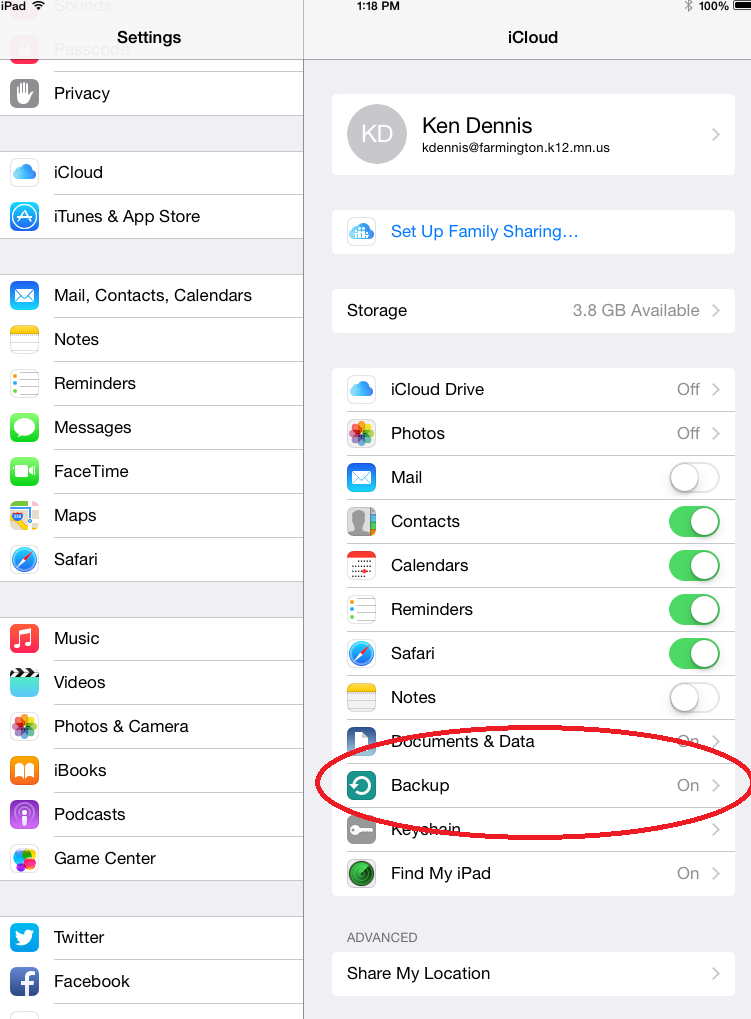 iPad 1:18 PM 100%
Sounds
Passcode
Settings
Privacy
iCloud
iTunes & App Store
Mail, Contacts, Calendars
Notes
Reminders
Messages
FaceTime
Maps
Safari
Music
Videos
Photos & Camera
iBooks
Podcasts
Game Center
Twitter
Facebook
iCloud
KD
Ken Dennis
kdennis@farmington.k12.mn.us
Set Up Family Sharing...
Storage 3.8 GB Available
iCloud Drive Off
Photos Off
Mail
Contacts
Calendars
Reminders
Safari
Notes
Documents & Data On
Backup On
Keychain
Find My iPad On
ADVANCED
Share My Location